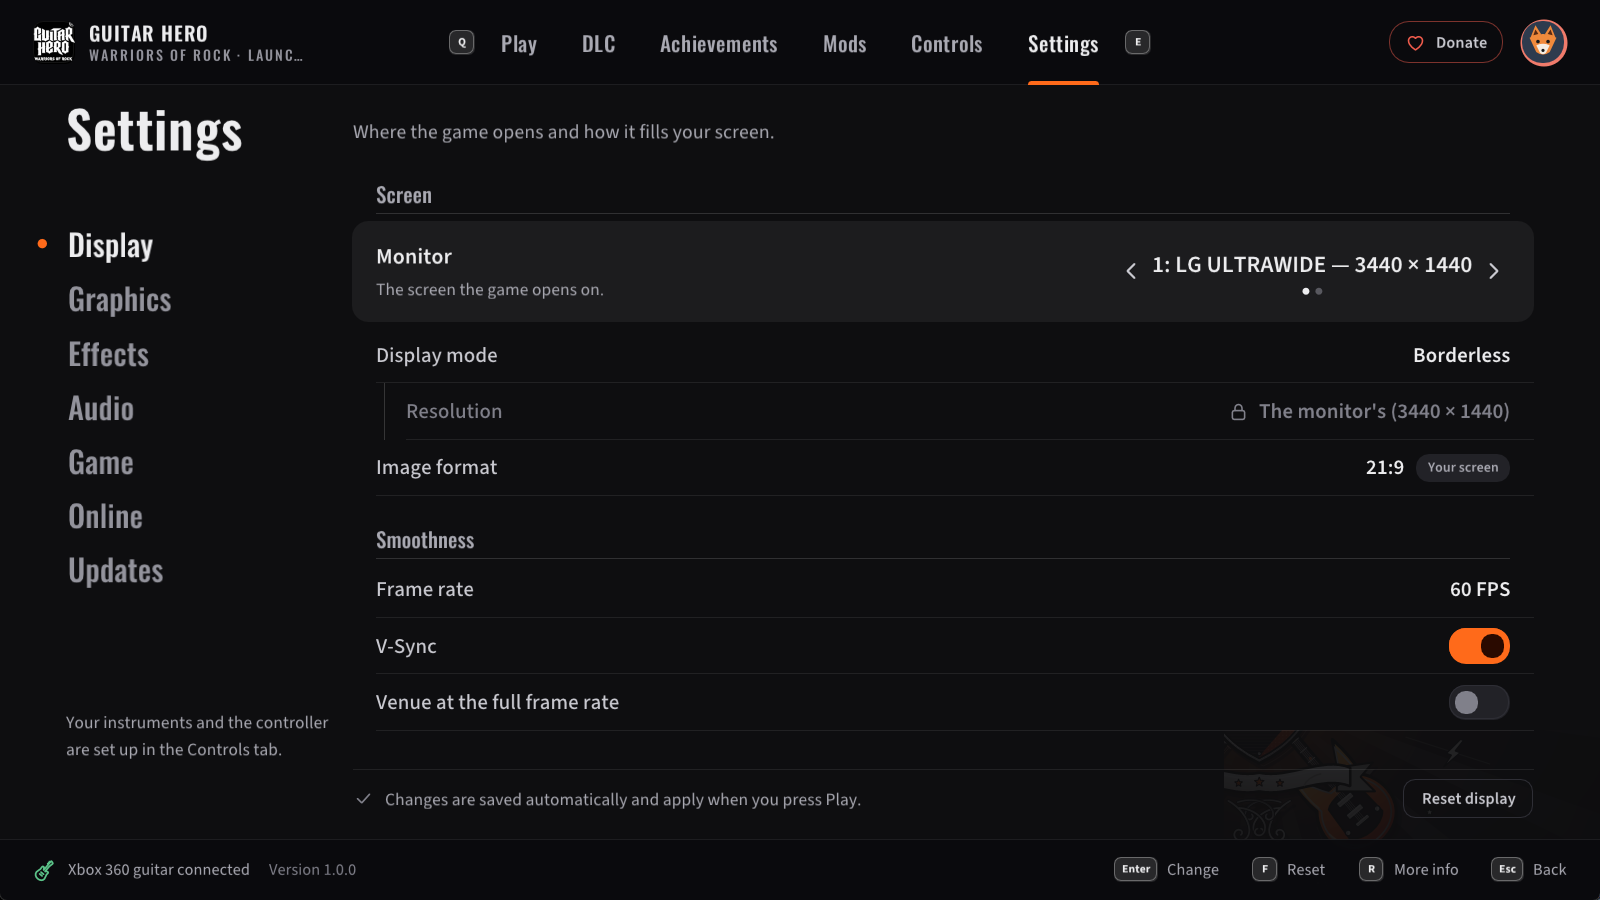 GUITAR HERO
WARRIORS OF ROCK
GUITAR HERO
WARRIORS OF ROCK · LAUNC...
Q
Play
DLC
Achievements
Mods
Controls
Settings
E
Donate
Settings
Where the game opens and how it fills your screen.
Display
Graphics
Effects
Audio
Game
Online
Updates
Your instruments and the controller
are set up in the Controls tab.
Screen
Monitor
1: LG ULTRAWIDE — 3440 × 1440
The screen the game opens on.
Display mode
Borderless
Resolution
The monitor's (3440 × 1440)
Image format
21:9
Your screen
Smoothness
Frame rate
60 FPS
V-Sync
Venue at the full frame rate
Changes are saved automatically and apply when you press Play.
Reset display
Xbox 360 guitar connected
Version 1.0.0
Enter
Change
F
Reset
R
More info
Esc
Back